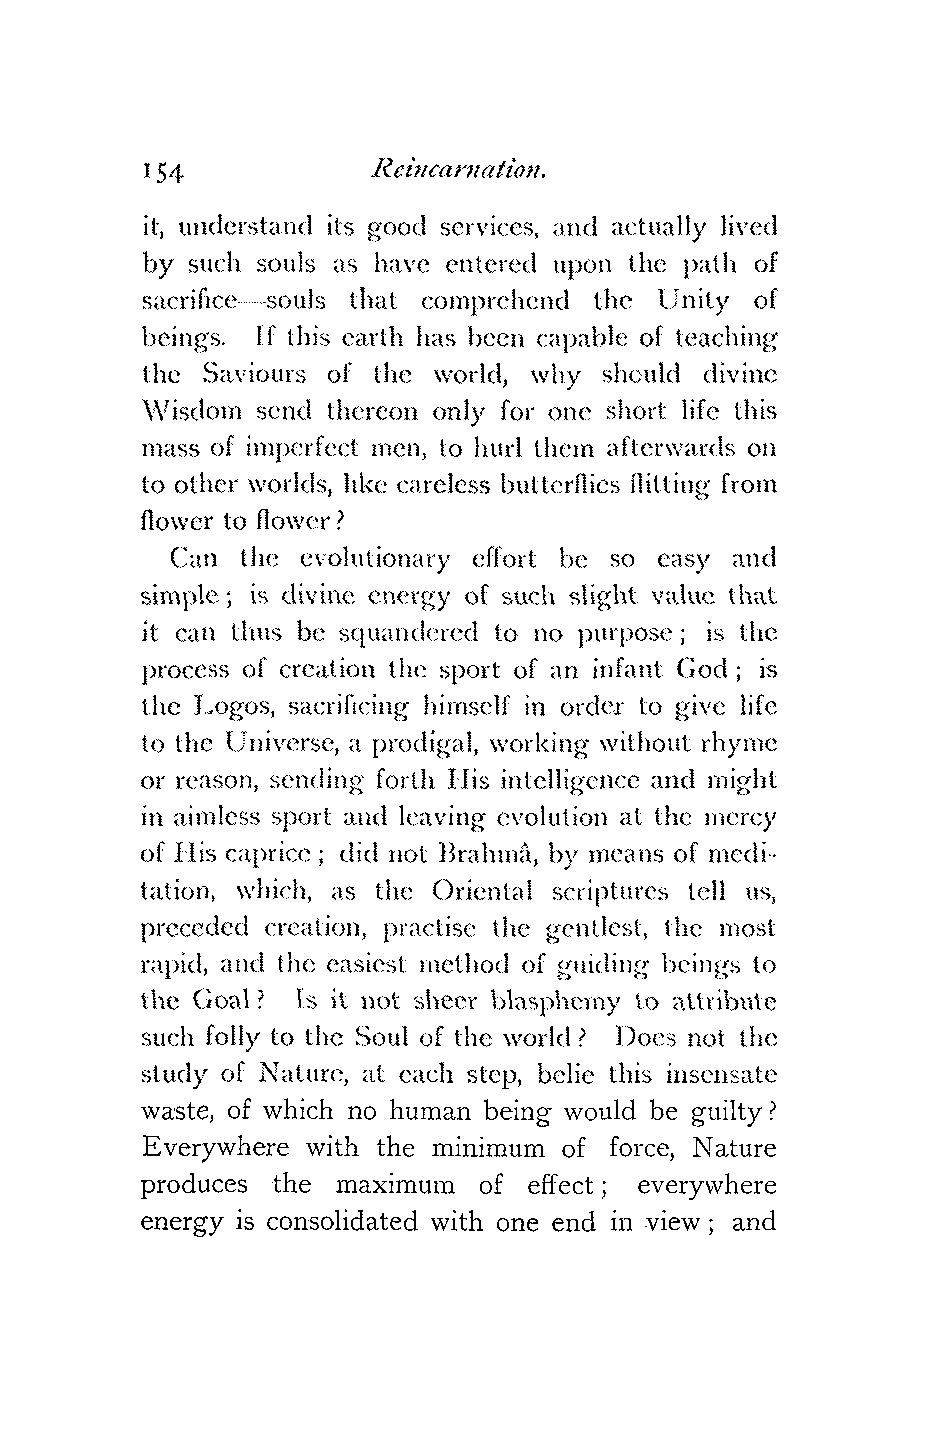 154 Reincarnation.
it, understand its good services, and actually lived
by such souls as have entered upon the path of
sacrifice—souls that comprehend the Unity of
beings. If this earth has been capable of teaching
the Saviours of the world, why should divine
Wisdom send thereon only for one short life this
mass of imperfect men, to hurl them afterwards on
to other worlds, like careless butterflies flitting from
flower to flower?
Can the evolutionary effort be so easy and
simple; is divine energy of such slight value that
it can thus be squandered to no purpose; is the
process of creation the sport of an infant God; is
the Logos, sacrificing himself in order to give life
to the Universe, a prodigal, working without rhyme
or reason, sending forth His intelligence and might
in aimless sport and leaving evolution at the mercy
of His caprice; did not Brahmâ, by means of medi-
tation, which, as the Oriental scriptures tell us,
preceded creation, practise the gentlest, the most
rapid, and the easiest method of guiding beings to
the Goal? Is it not sheer blasphemy to attribute
such folly to the Soul of the world? Does not the
study of Nature, at each step, belie this insensate
waste, of which no human being would be guilty?
Everywhere with the minimum of force, Nature
produces the maximum of effect; everywhere
energy is consolidated with one end in view; and